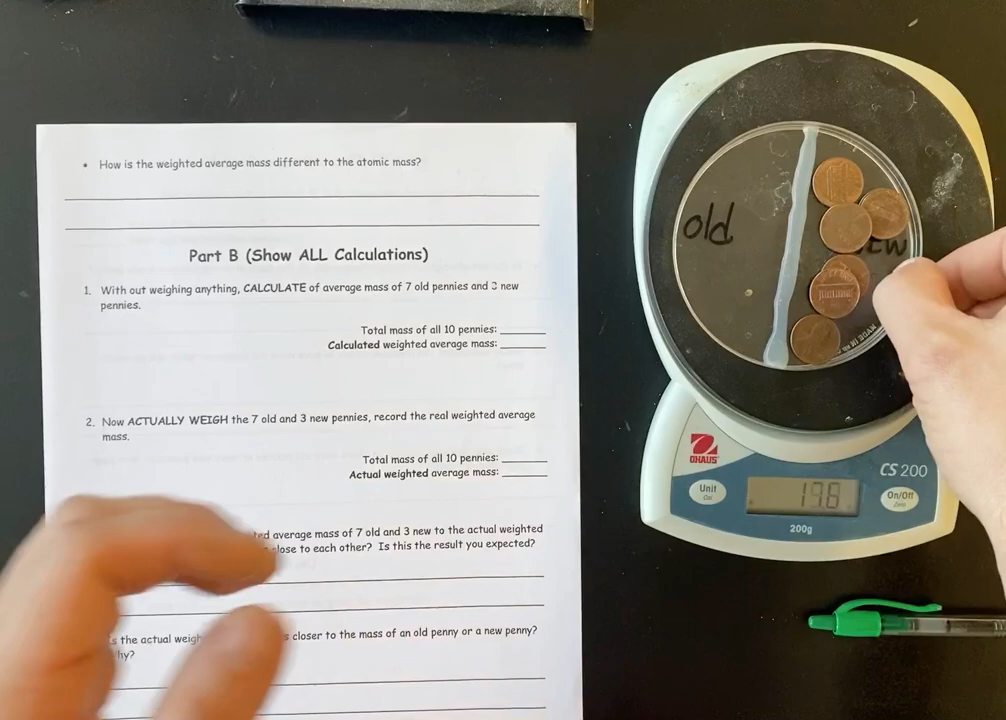 • How is the weighted average mass different to the atomic mass?
Part B (Show ALL Calculations)
1. With out weighing anything, CALCULATE of average mass of 7 old pennies and 3 new
pennies.
Total mass of all 10 pennies:
Calculated weighted average mass:
2. Now ACTUALLY WEIGH the 7 old and 3 new pennies, record the real weighted average
mass.
Total mass of all 10 pennies:
Actual weighted average mass:
average mass of 7 old and 3 new to the actual weighted
close to each other? Is this the result you expected?
the actual closer to the mass of an old penny or a new penny?
old
OHAUS
CS 200
Unit
On/Off
Zero
200g